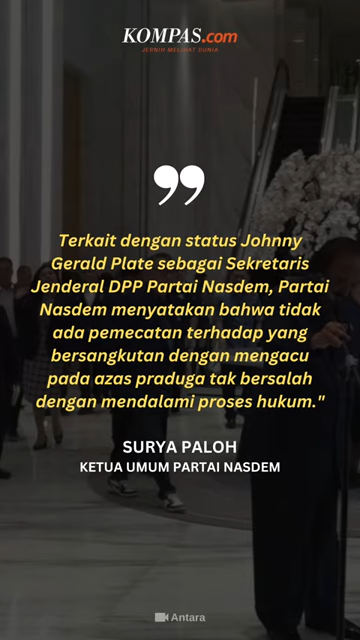 KOMPAS.com
JERNIH MELIHAT DUNIA
"
Terkait dengan status Johnny
Gerald Plate sebagai Sekretaris
Jenderal DPP Partai Nasdem, Partai
Nasdem menyatakan bahwa tidak
ada pemecatan terhadap yang
bersangkutan dengan mengacu
pada azas praduga tak bersalah
dengan mendalami proses hukum."
SURYA PALOH
KETUA UMUM PARTAI NASDEM
Antara